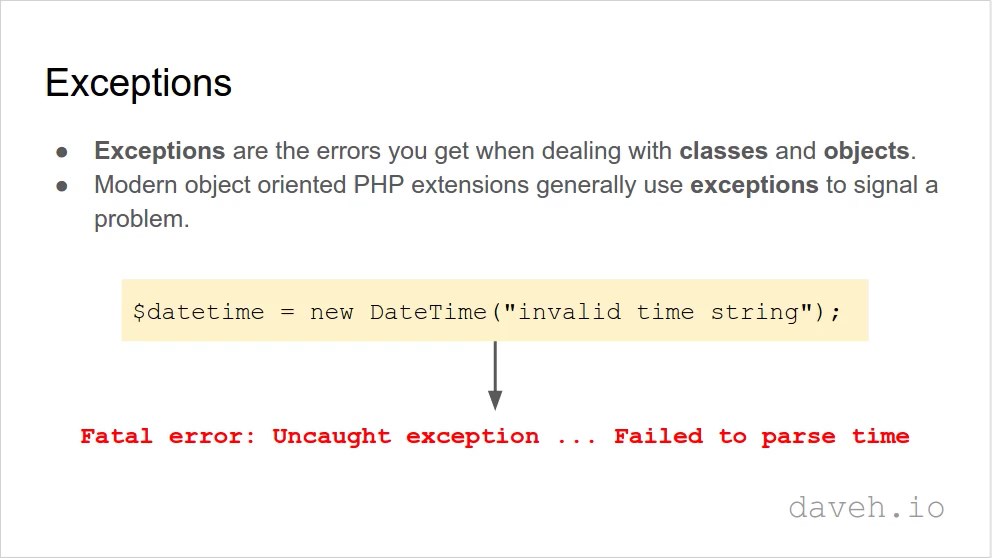 Exceptions
● Exceptions are the errors you get when dealing with classes and objects.
● Modern object oriented PHP extensions generally use exceptions to signal a
problem.
$datetime = new DateTime("invalid time string");
Fatal error: Uncaught exception ... Failed to parse time
daveh.io